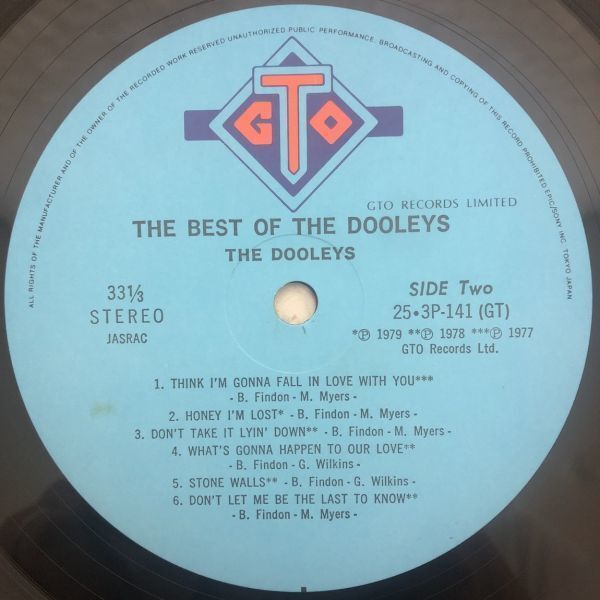 ALL RIGHTS OF THE MANUFACTURER AND OF THE OWNER OF THE RECORDED WORK RESERVED UNAUTHORIZED PUBLIC PERFORMANCE, BROADCASTING AND COPYING OF THIS RECORD PROHIBITED EPIC/SONY INC. TOKYO JAPAN
GTO
GTO RECORDS LIMITED
THE BEST OF THE DOOLEYS
THE DOOLEYS
33⅓
STEREO
JASRAC
SIDE Two
25•3P-141 (GT)
*℗ 1979 **℗ 1978 ***℗ 1977
GTO Records Ltd.
1. THINK I'M GONNA FALL IN LOVE WITH YOU***
- B. Findon - M. Myers -
2. HONEY I'M LOST* - B. Findon - M. Myers -
3. DON'T TAKE IT LYIN' DOWN** - B. Findon - M. Myers -
4. WHAT'S GONNA HAPPEN TO OUR LOVE**
- B. Findon - G. Wilkins -
5. STONE WALLS** - B. Findon - G. Wilkins -
6. DON'T LET ME BE THE LAST TO KNOW**
- B. Findon - M. Myers -